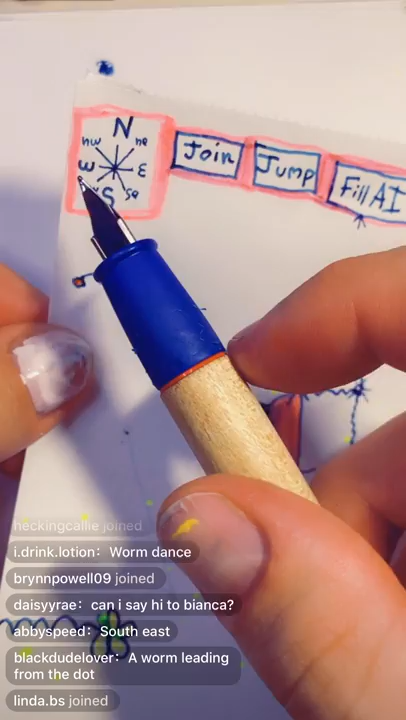 N
nw ne
W E
S se
Join
Jump
Fill AI
heckingcallie joined
i.drink.lotion: Worm dance
brynnpowell09 joined
daisyyrae: can i say hi to bianca?
abbyspeed: South east
blackdudelover: A worm leading
from the dot
linda.bs joined